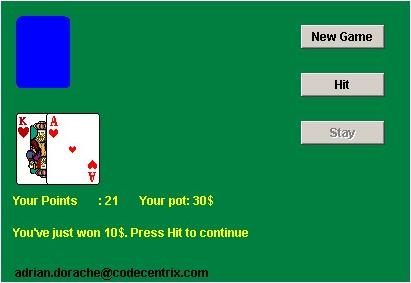 New Game
Hit
K A
Stay
A
Your Points : 21 Your pot: 30$
You've just won 10$. Press Hit to continue
adrian.dorache@codecentrix.com